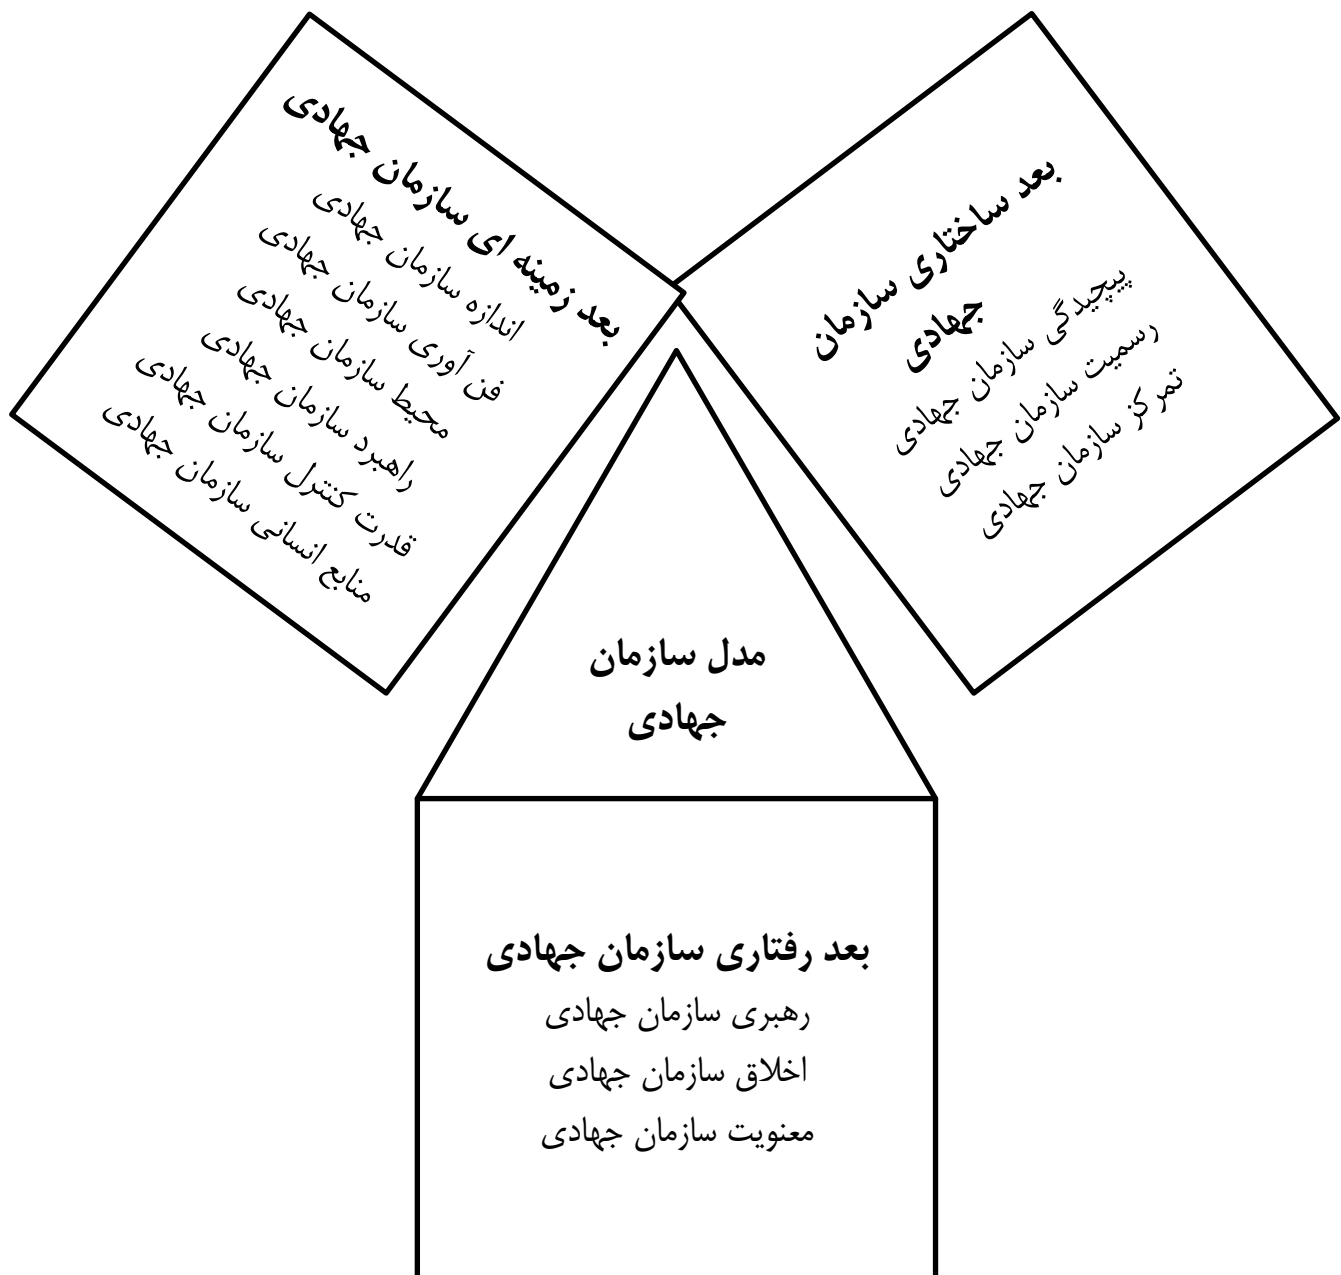 بعد ساختاری سازمان
جهادی
پیچیدگی سازمان جهادی
رسمیت سازمان جهادی
تمرکز سازمان جهادی
بعد زمینه ای سازمان جهادی
اندازه سازمان جهادی
فن آوری سازمان جهادی
محیط سازمان جهادی
راهبرد سازمان جهادی
قدرت کنترل سازمان جهادی
منابع انسانی سازمان جهادی
مدل سازمان
جهادی
بعد رفتاری سازمان جهادی
رهبری سازمان جهادی
اخلاق سازمان جهادی
معنویت سازمان جهادی